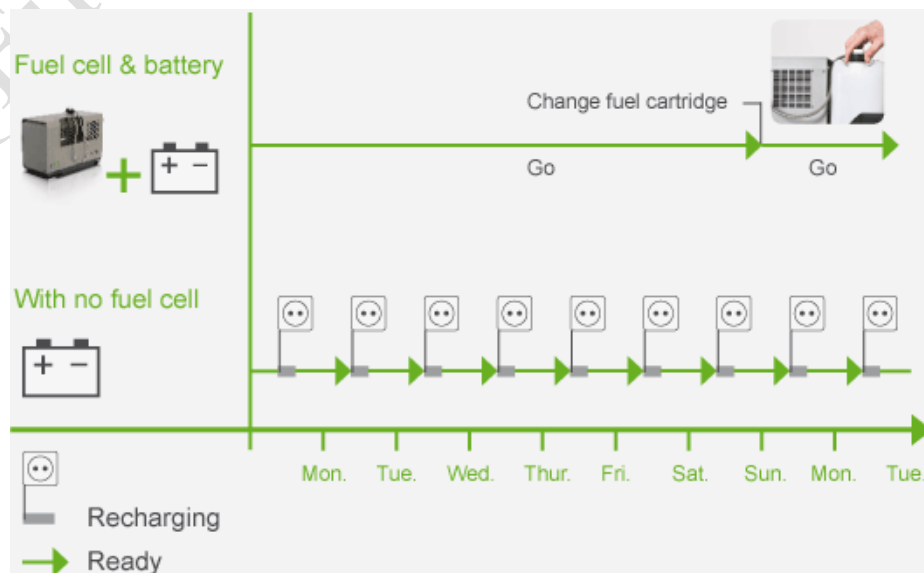 Fuel cell & battery
Change fuel cartridge
Go
Go
With no fuel cell
Mon. Tue. Wed. Thur. Fri. Sat. Sun. Mon. Tue.
Recharging
Ready